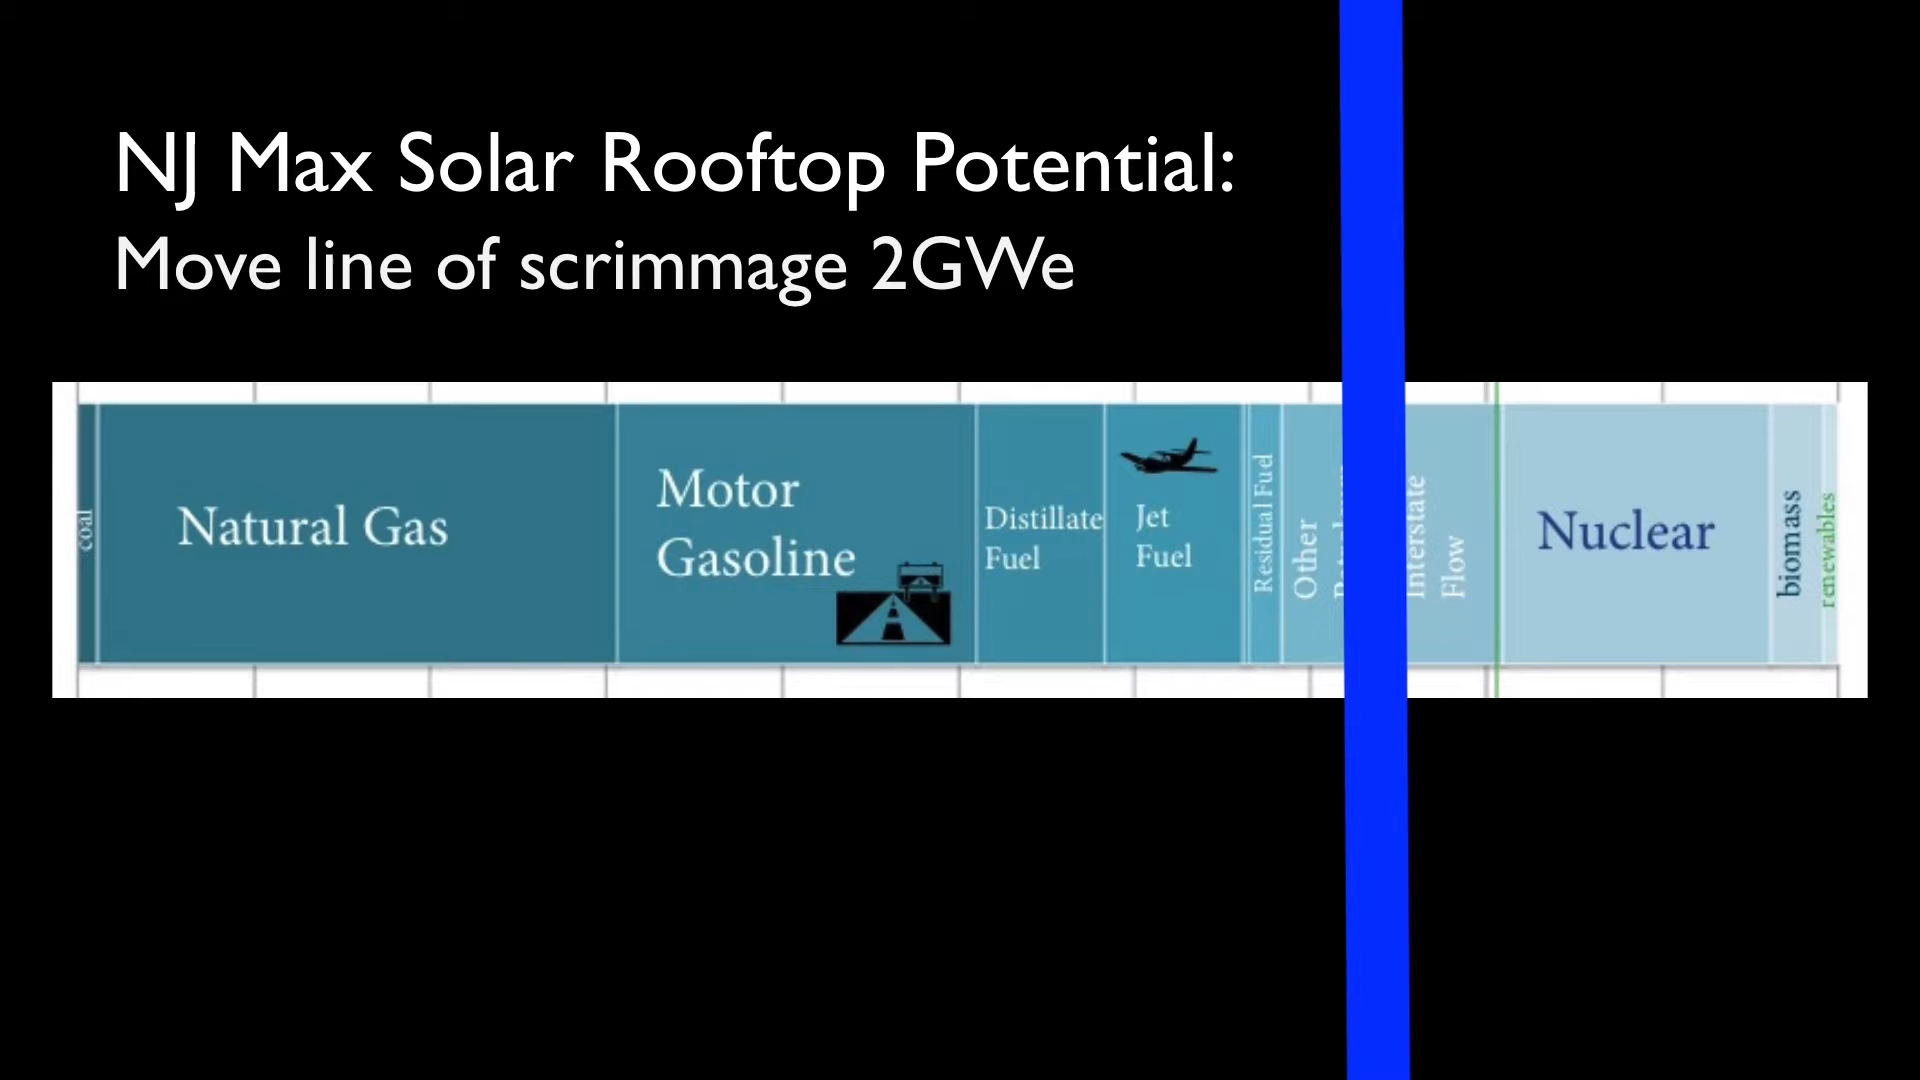 NJ Max Solar Rooftop Potential:
Move line of scrimmage 2GWe
coal
Natural Gas
Motor
Gasoline
Distillate
Fuel
Jet
Fuel
Residual Fuel
Other
Interstate
Flow
Nuclear
biomass
renewables